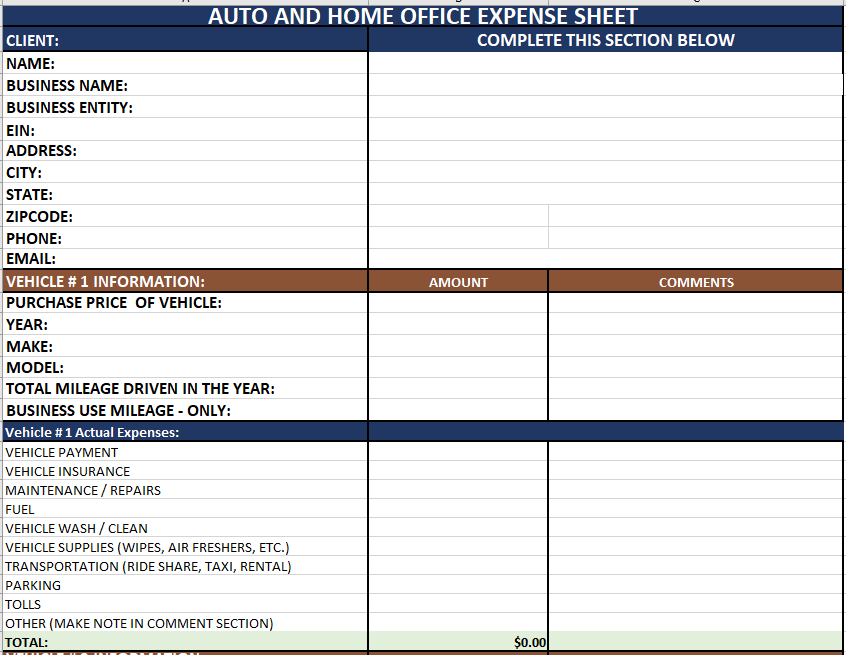 AUTO AND HOME OFFICE EXPENSE SHEET
CLIENT: COMPLETE THIS SECTION BELOW
NAME:
BUSINESS NAME:
BUSINESS ENTITY:
EIN:
ADDRESS:
CITY:
STATE:
ZIPCODE:
PHONE:
EMAIL:
VEHICLE # 1 INFORMATION: AMOUNT COMMENTS
PURCHASE PRICE OF VEHICLE:
YEAR:
MAKE:
MODEL:
TOTAL MILEAGE DRIVEN IN THE YEAR:
BUSINESS USE MILEAGE - ONLY:
Vehicle # 1 Actual Expenses:
VEHICLE PAYMENT
VEHICLE INSURANCE
MAINTENANCE / REPAIRS
FUEL
VEHICLE WASH / CLEAN
VEHICLE SUPPLIES (WIPES, AIR FRESHERS, ETC.)
TRANSPORTATION (RIDE SHARE, TAXI, RENTAL)
PARKING
TOLLS
OTHER (MAKE NOTE IN COMMENT SECTION)
TOTAL: $0.00